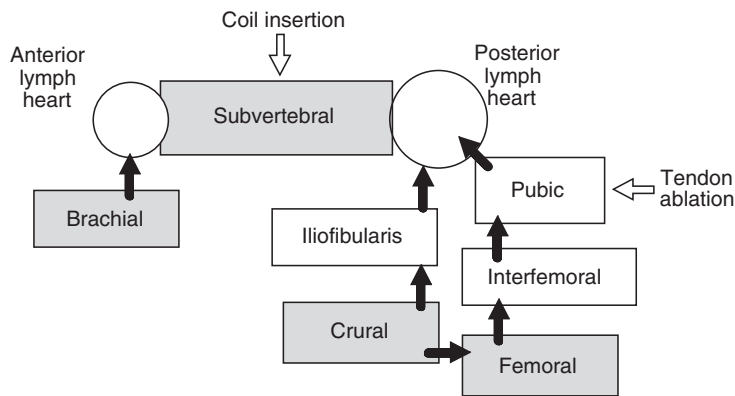 Coil insertion
Anterior
lymph
heart
Subvertebral
Posterior
lymph
heart
Brachial
Pubic
Tendon
ablation
Iliofibularis
Interfemoral
Crural
Femoral